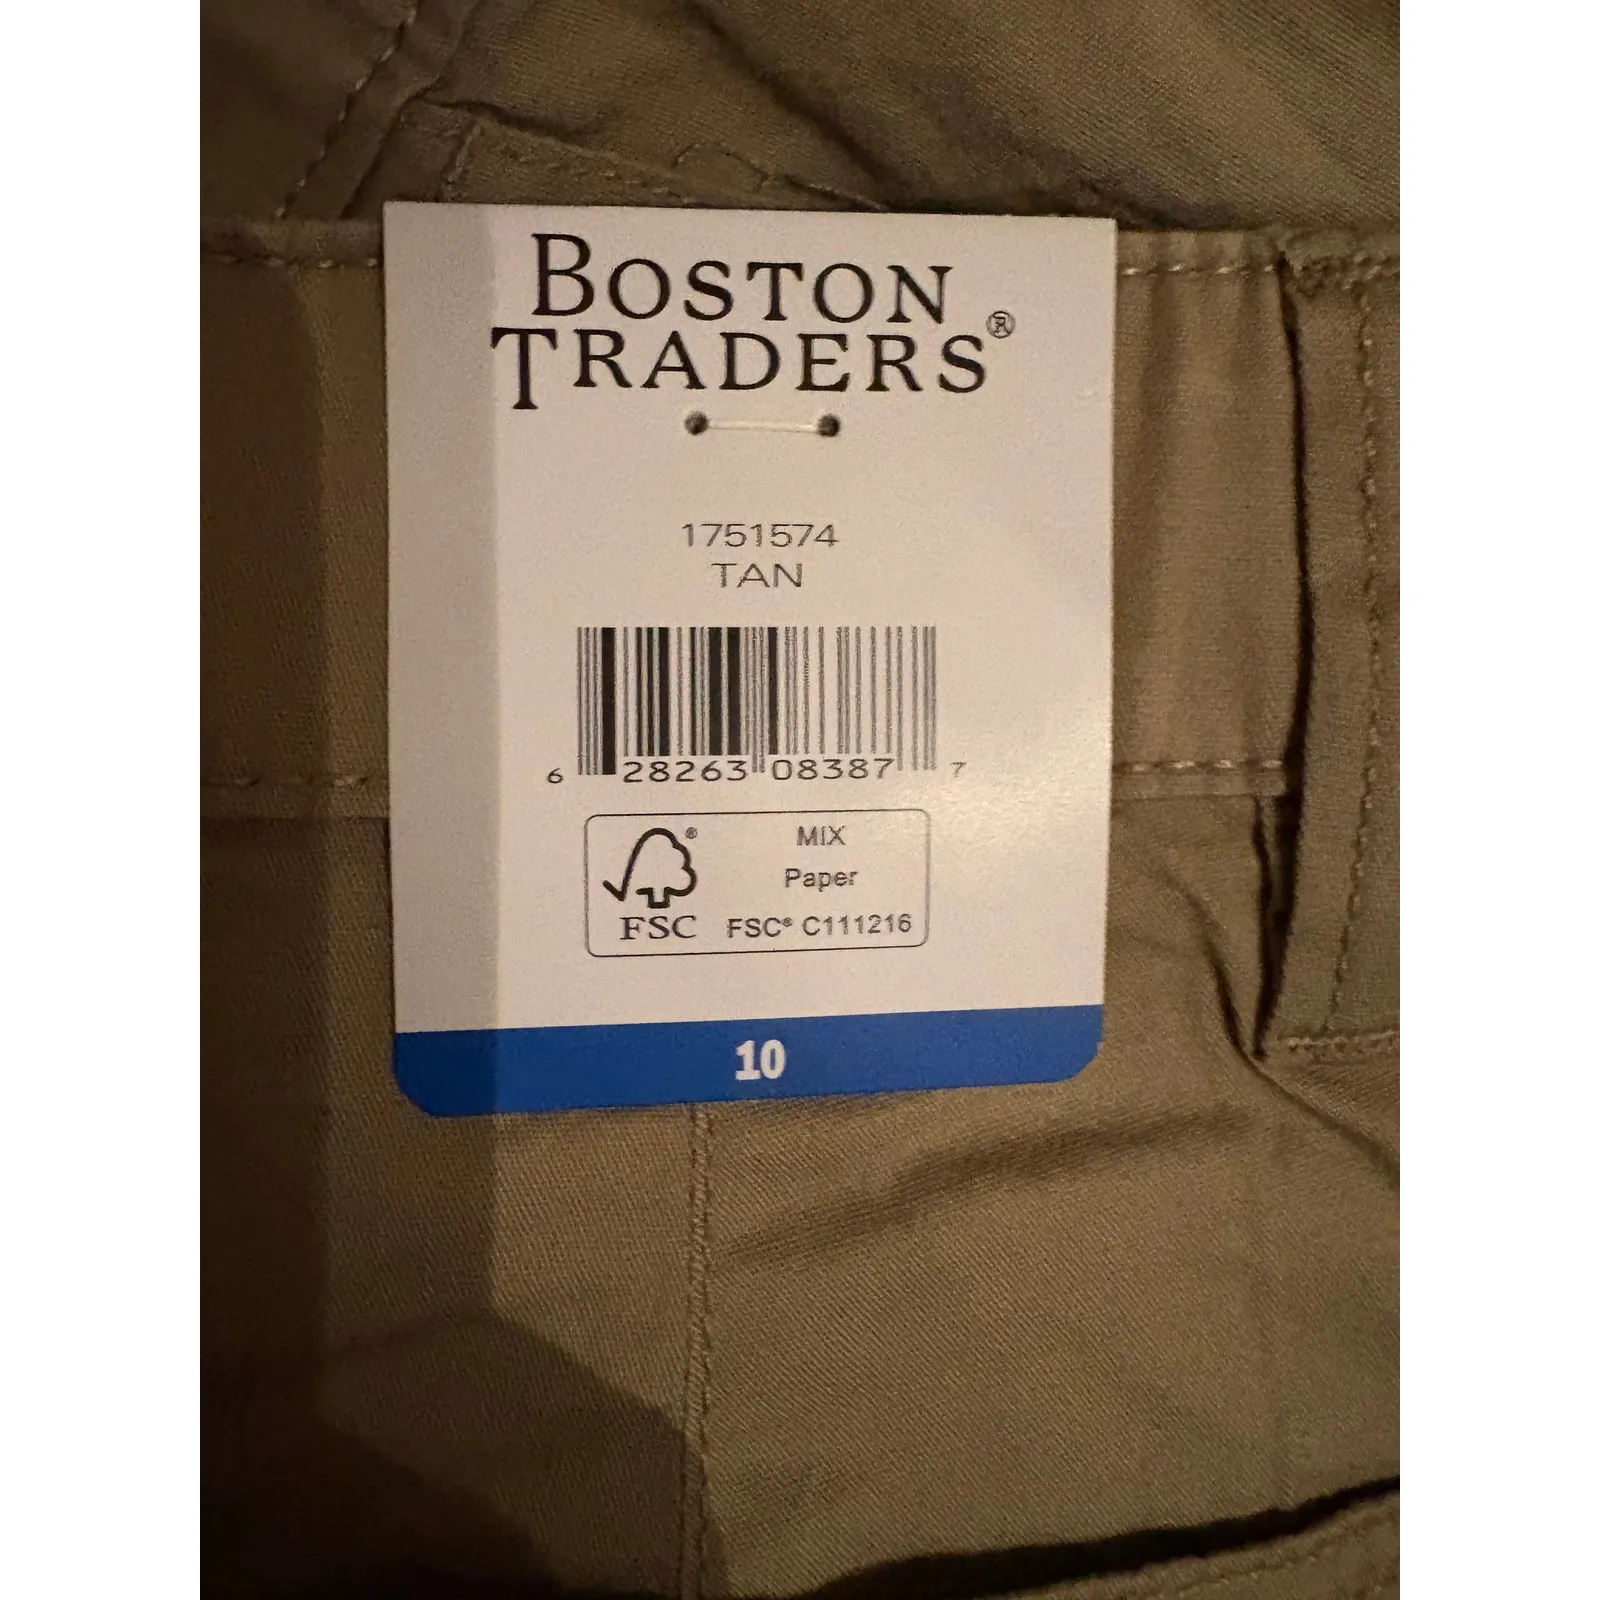 BOSTON
TRADERS®
1751574
TAN
6 28263 08387 7
MIX
Paper
FSC® C111216
FSC
10